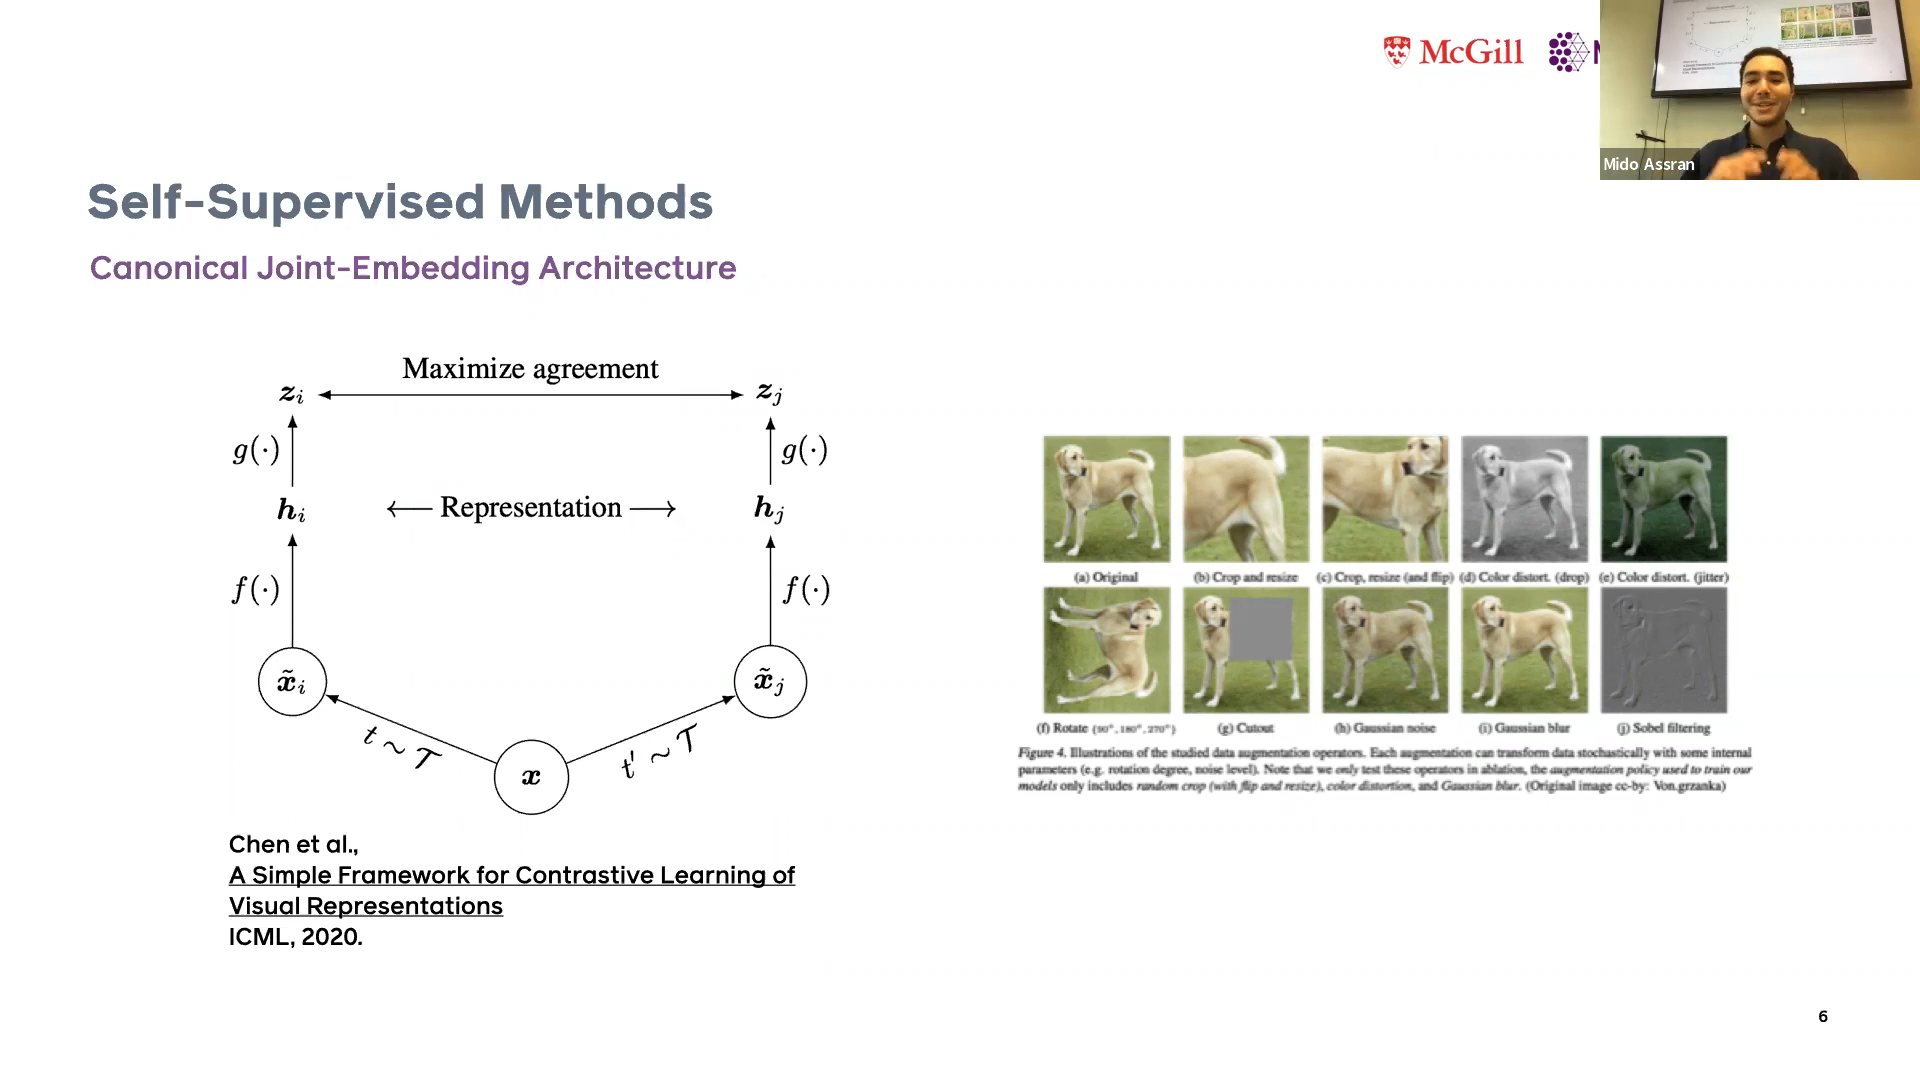 McGill
Mido Assran
Self-Supervised Methods
Canonical Joint-Embedding Architecture
Maximize agreement
z_i
z_j
g(·)
g(·)
h_i
Representation
h_j
f(·)
f(·)
x̃_i
x̃_j
t ~ 𝒯
t' ~ 𝒯
x
Chen et al.,
A Simple Framework for Contrastive Learning of
Visual Representations
ICML, 2020.
(a) Original (b) Crop and resize (c) Crop, resize (and flip) (d) Color distort. (drop) (e) Color distort. (jitter)
(f) Rotate {90°, 180°, 270°} (g) Cutout (h) Gaussian noise (i) Gaussian blur (j) Sobel filtering
Figure 4. Illustrations of the studied data augmentation operators. Each augmentation can transform data stochastically with some internal
parameters (e.g. rotation degree, noise level). Note that we only test these operators in ablation, the augmentation policy used to train our
models only includes random crop (with flip and resize), color distortion, and Gaussian blur. (Original image cc-by: Von.grzanka)
6